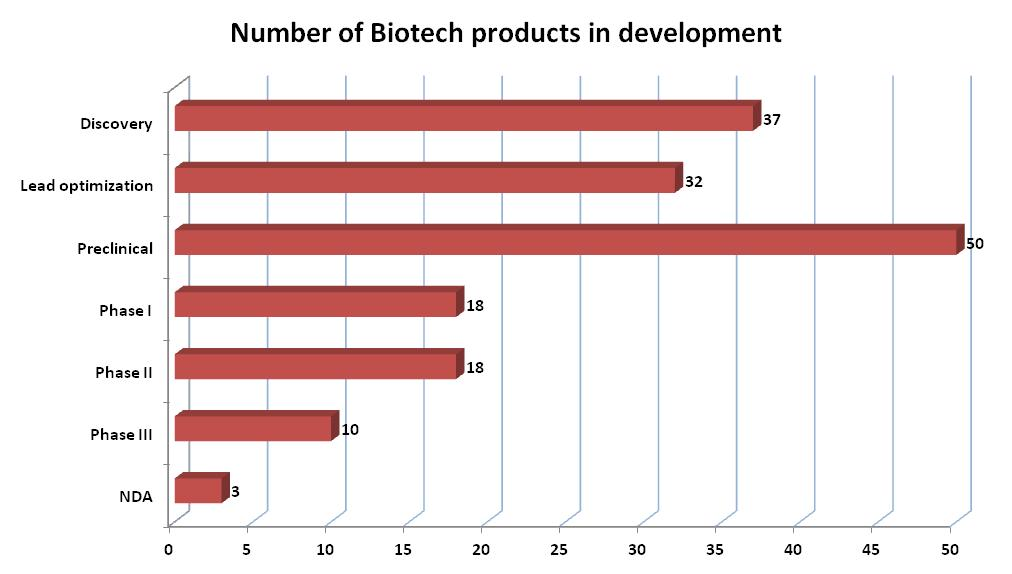 Number of Biotech products in development
Discovery 37
Lead optimization 32
Preclinical 50
Phase I 18
Phase II 18
Phase III 10
NDA 3
0 5 10 15 20 25 30 35 40 45 50